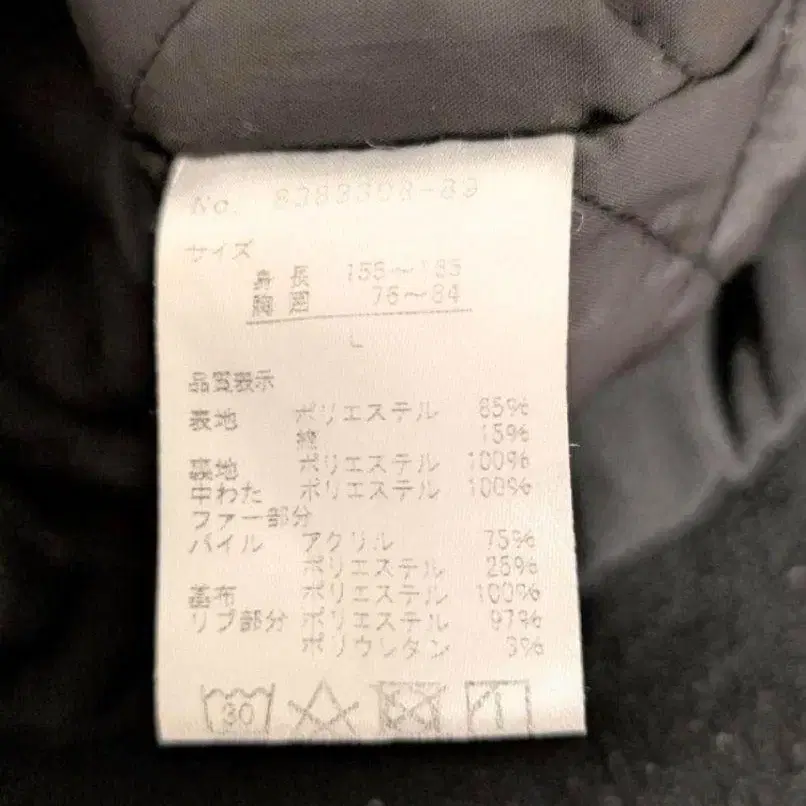 No. 8383308-83
サイズ
身長 155～165
胸囲 76～84
L
品質表示
表地 ポリエステル 85%
綿 15%
裏地 ポリエステル 100%
中わた ポリエステル 100%
ファー部分
パイル アクリル 75%
ポリエステル 25%
基布 ポリエステル 100%
リブ部分 ポリエステル 97%
ポリウレタン 3%
30